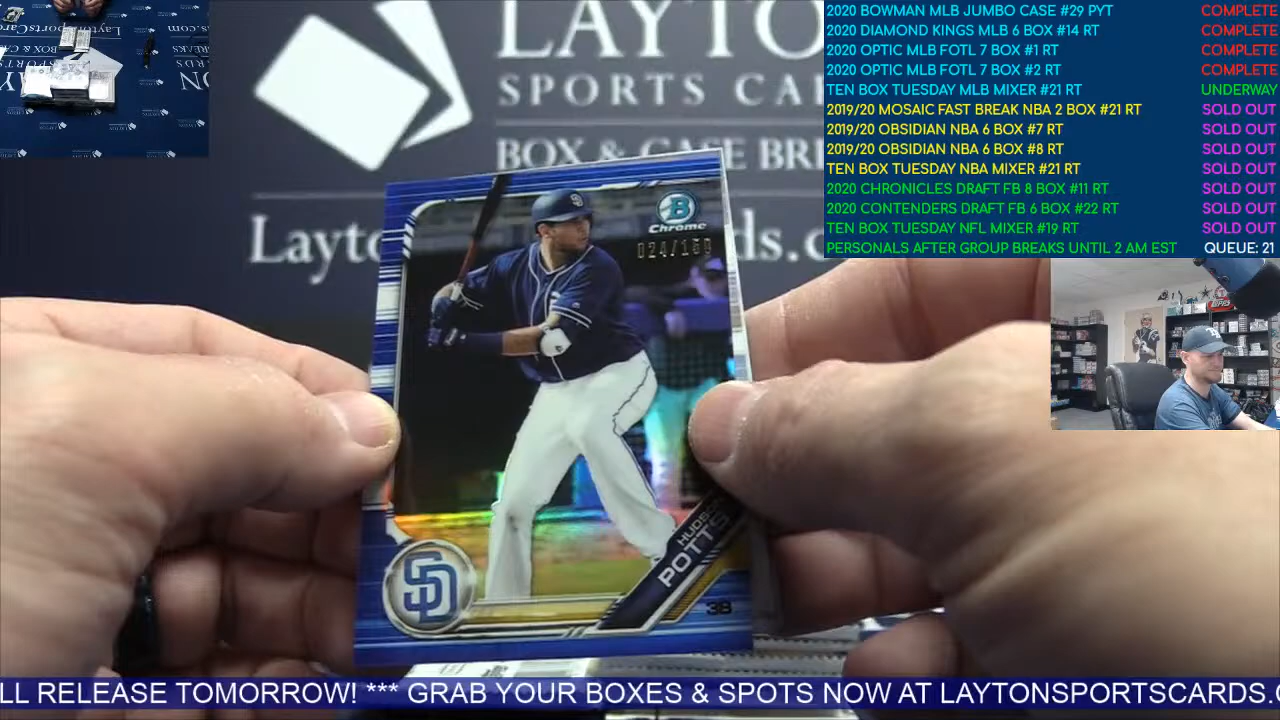 LAYTO
SPORTS CAR
BOX & CASE BRE
Layto
ds.com
2020 BOWMAN MLB JUMBO CASE #29 PYT COMPLETE
2020 DIAMOND KINGS MLB 6 BOX #14 RT COMPLETE
2020 OPTIC MLB FOTL 7 BOX #1 RT COMPLETE
2020 OPTIC MLB FOTL 7 BOX #2 RT COMPLETE
TEN BOX TUESDAY MLB MIXER #21 RT UNDERWAY
2019/20 MOSAIC FAST BREAK NBA 2 BOX #21 RT SOLD OUT
2019/20 OBSIDIAN NBA 6 BOX #7 RT SOLD OUT
2019/20 OBSIDIAN NBA 6 BOX #8 RT SOLD OUT
TEN BOX TUESDAY NBA MIXER #21 RT SOLD OUT
2020 CHRONICLES DRAFT FB 8 BOX #11 RT SOLD OUT
2020 CONTENDERS DRAFT FB 6 BOX #22 RT SOLD OUT
TEN BOX TUESDAY NFL MIXER #19 RT SOLD OUT
PERSONALS AFTER GROUP BREAKS UNTIL 2 AM EST QUEUE: 21
B
Chrome
024/150
HUDSON
POTTS
SD
3B
LL RELEASE TOMORROW! *** GRAB YOUR BOXES & SPOTS NOW AT LAYTONSPORTSCARDS.C